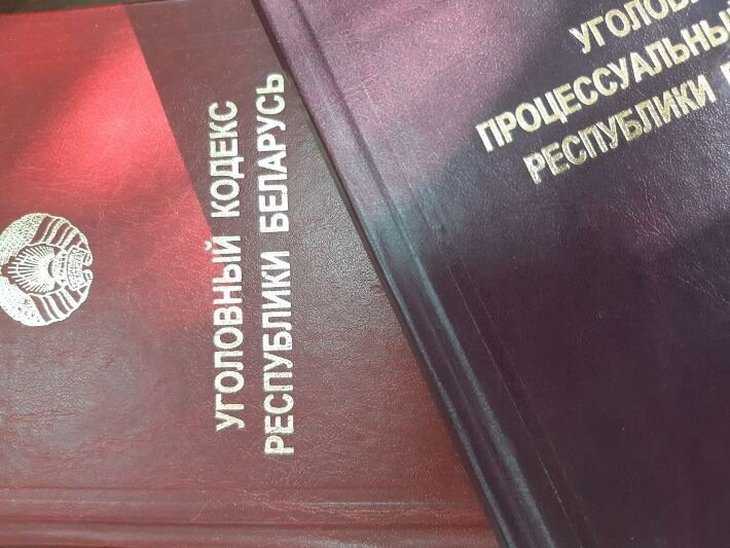 УГОЛОВНЫЙ КОДЕКС
РЕСПУБЛИКИ БЕЛАРУСЬ
ПРОЦЕССУАЛЬНЫЙ
РЕСПУБЛИКИ